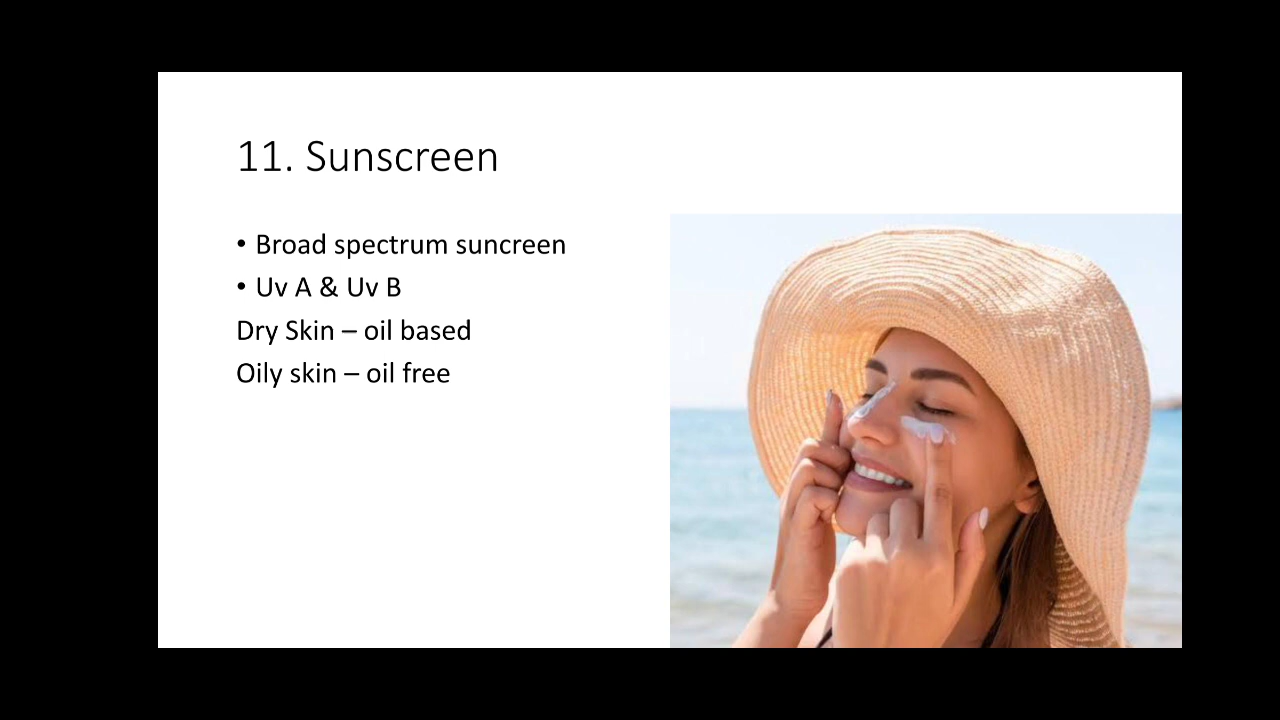 11. Sunscreen
• Broad spectrum suncreen
• Uv A & Uv B
Dry Skin – oil based
Oily skin – oil free